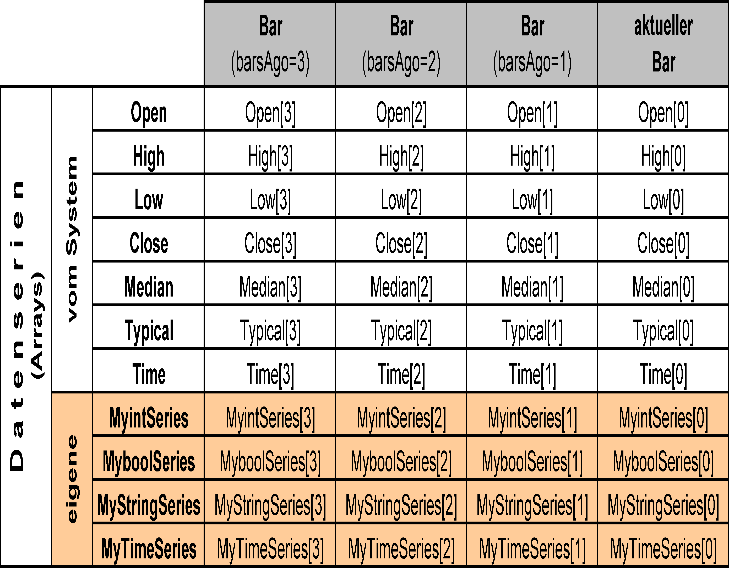 Bar Bar Bar aktueller
(barsAgo=3) (barsAgo=2) (barsAgo=1) Bar
Datenserien
(Arrays)
vom System
Open Open[3] Open[2] Open[1] Open[0]
High High[3] High[2] High[1] High[0]
Low Low[3] Low[2] Low[1] Low[0]
Close Close[3] Close[2] Close[1] Close[0]
Median Median[3] Median[2] Median[1] Median[0]
Typical Typical[3] Typical[2] Typical[1] Typical[0]
Time Time[3] Time[2] Time[1] Time[0]
eigene
MyintSeries MyintSeries[3] MyintSeries[2] MyintSeries[1] MyintSeries[0]
MyboolSeries MyboolSeries[3] MyboolSeries[2] MyboolSeries[1] MyboolSeries[0]
MyStringSeries MyStringSeries[3] MyStringSeries[2] MyStringSeries[1] MyStringSeries[0]
MyTimeSeries MyTimeSeries[3] MyTimeSeries[2] MyTimeSeries[1] MyTimeSeries[0]